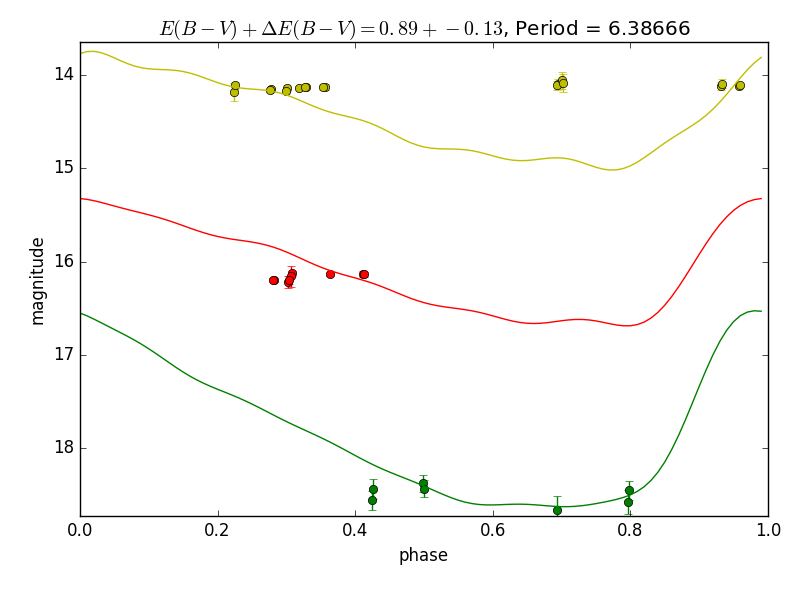 E(B − V) + ΔE(B − V) = 0.89 + −0.13, Period = 6.38666
14
15
16
17
18
magnitude
0.0 0.2 0.4 0.6 0.8 1.0
phase